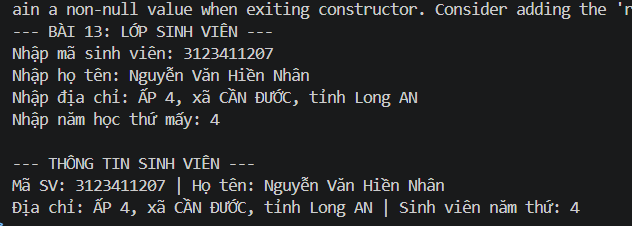 ain a non-null value when exiting constructor. Consider adding the 'n
--- BÀI 13: LỚP SINH VIÊN ---
Nhập mã sinh viên: 3123411207
Nhập họ tên: Nguyễn Văn Hiền Nhân
Nhập địa chỉ: ẤP 4, xã CẦN ĐƯỚC, tỉnh Long AN
Nhập năm học thứ mấy: 4
--- THÔNG TIN SINH VIÊN ---
Mã SV: 3123411207 | Họ tên: Nguyễn Văn Hiền Nhân
Địa chỉ: ẤP 4, xã CẦN ĐƯỚC, tỉnh Long AN | Sinh viên năm thứ: 4